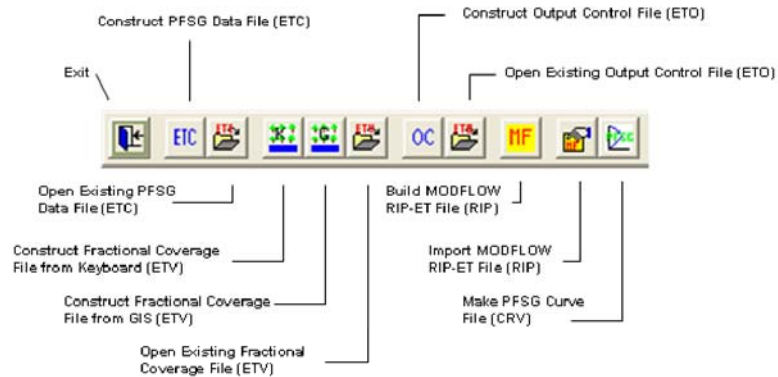 Construct PFSG Data File (ETC)
Construct Output Control File (ETO)
Exit
Open Existing Output Control File (ETO)
ETC
K
G
OC
MF
PFSG
Open Existing PFSG
Data File (ETC)
Build MODFLOW
RIP-ET File (RIP)
Construct Fractional Coverage
File from Keyboard (ETV)
Import MODFLOW
RIP-ET File (RIP)
Construct Fractional Coverage
File from GIS (ETV)
Make PFSG Curve
File (CRV)
Open Existing Fractional
Coverage File (ETV)